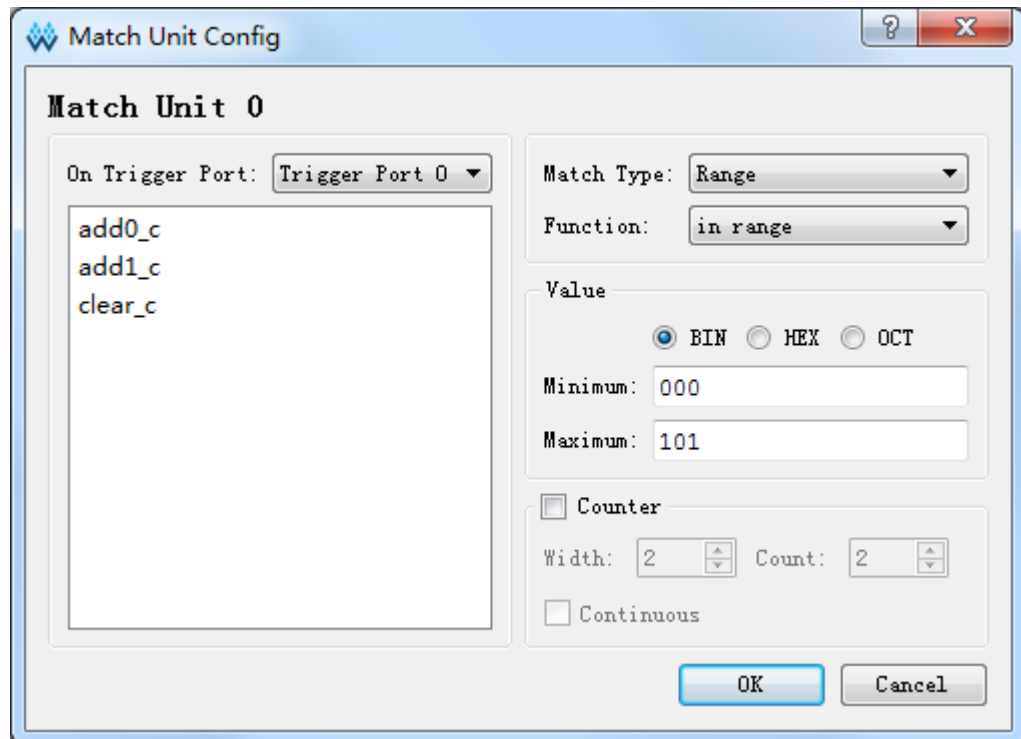 Match Unit Config
Match Unit 0
On Trigger Port: Trigger Port 0
add0_c
add1_c
clear_c
Match Type: Range
Function: in range
Value
BIN HEX OCT
Minimum: 000
Maximum: 101
Counter
Width: 2 Count: 2
Continuous
OK Cancel